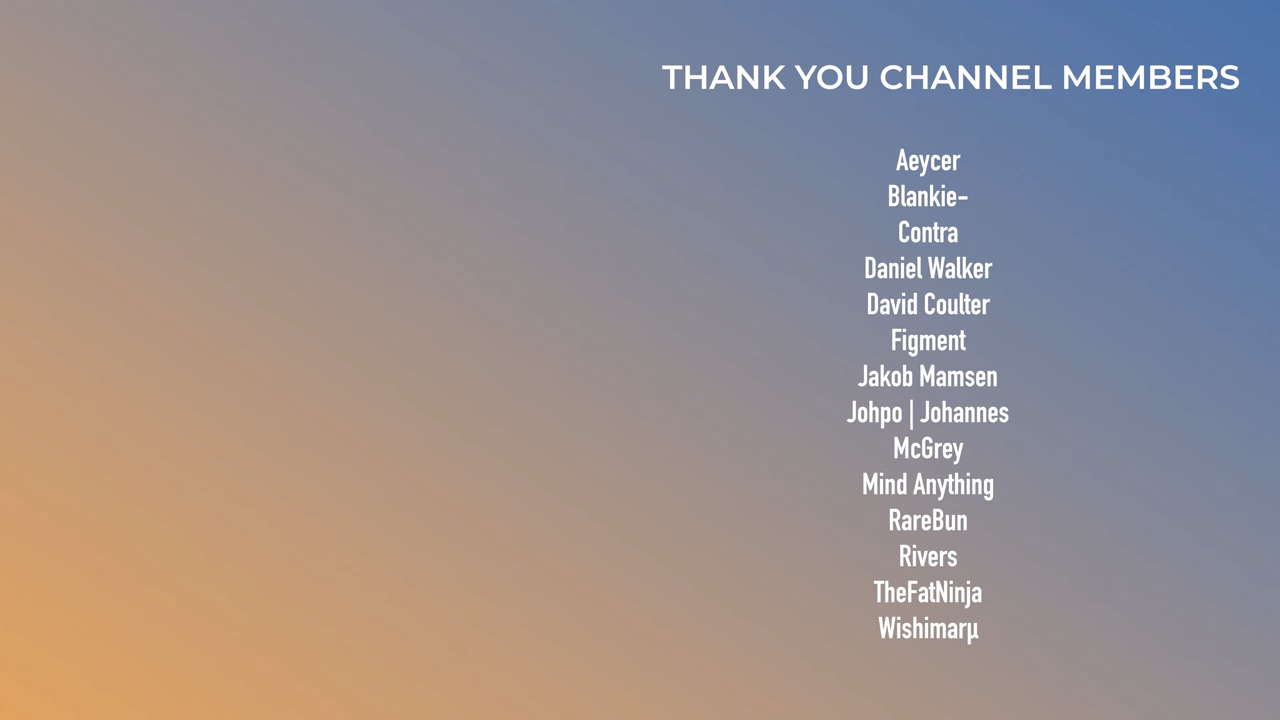 THANK YOU CHANNEL MEMBERS
Aeycer
Blankie-
Contra
Daniel Walker
David Coulter
Figment
Jakob Mamsen
Johpo | Johannes
McGrey
Mind Anything
RareBun
Rivers
TheFatNinja
Wishimarµ